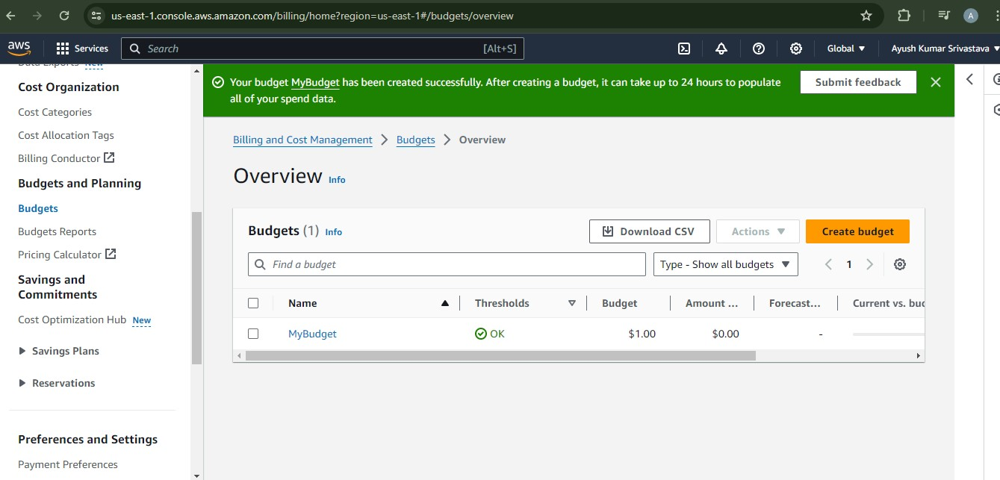 us-east-1.console.aws.amazon.com/billing/home?region=us-east-1#/budgets/overview
A
aws
Services
Search
[Alt+S]
Global
Ayush Kumar Srivastava
Data Exports New
Cost Organization
Cost Categories
Cost Allocation Tags
Billing Conductor
Budgets and Planning
Budgets
Budgets Reports
Pricing Calculator
Savings and
Commitments
Cost Optimization Hub New
Savings Plans
Reservations
Preferences and Settings
Payment Preferences
Your budget MyBudget has been created successfully. After creating a budget, it can take up to 24 hours to populate
all of your spend data.
Submit feedback
Billing and Cost Management
Budgets
Overview
Overview Info
Budgets (1) Info
Download CSV
Actions
Create budget
Find a budget
Type - Show all budgets
1
Name
Thresholds
Budget
Amount ...
Forecast...
Current vs. bud
MyBudget
OK
$1.00
$0.00
-